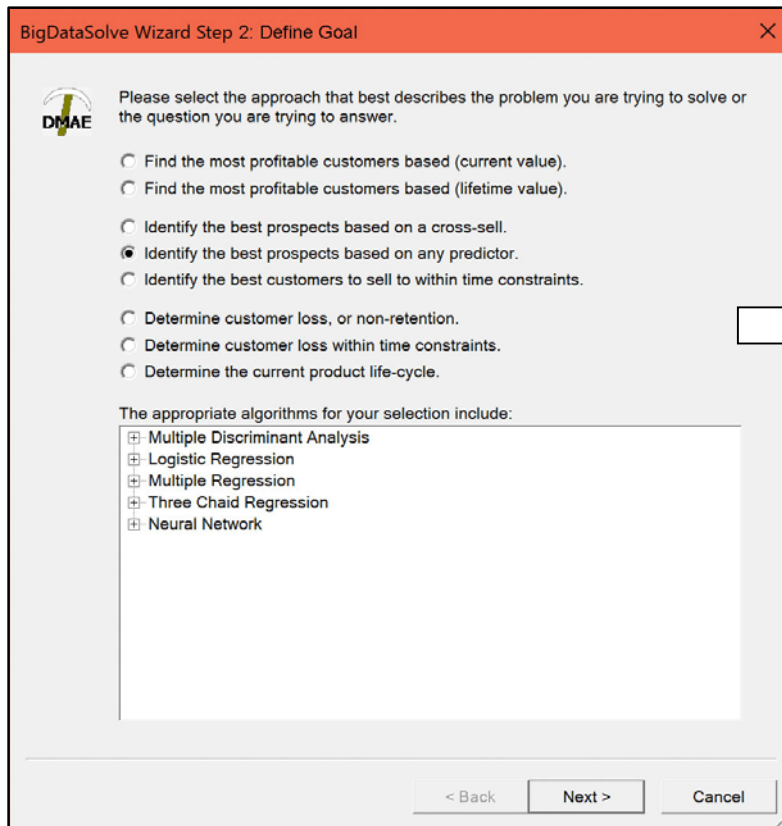 BigDataSolve Wizard Step 2: Define Goal
DMAE
Please select the approach that best describes the problem you are trying to solve or
the question you are trying to answer.
Find the most profitable customers based (current value).
Find the most profitable customers based (lifetime value).
Identify the best prospects based on a cross-sell.
Identify the best prospects based on any predictor.
Identify the best customers to sell to within time constraints.
Determine customer loss, or non-retention.
Determine customer loss within time constraints.
Determine the current product life-cycle.
The appropriate algorithms for your selection include:
Multiple Discriminant Analysis
Logistic Regression
Multiple Regression
Three Chaid Regression
Neural Network
< Back Next > Cancel